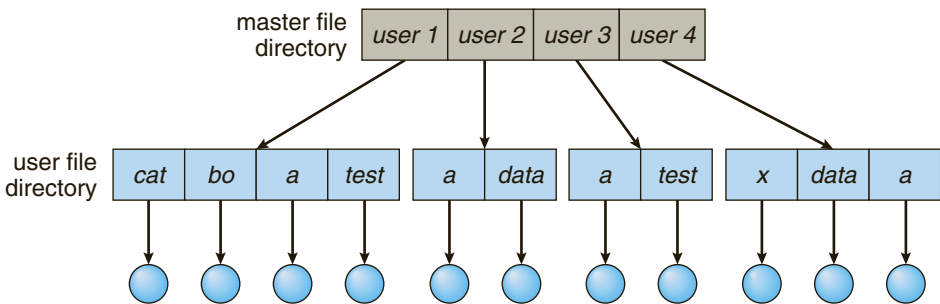 master file
directory
user 1 user 2 user 3 user 4
user file
directory
cat bo a test a data a test x data a